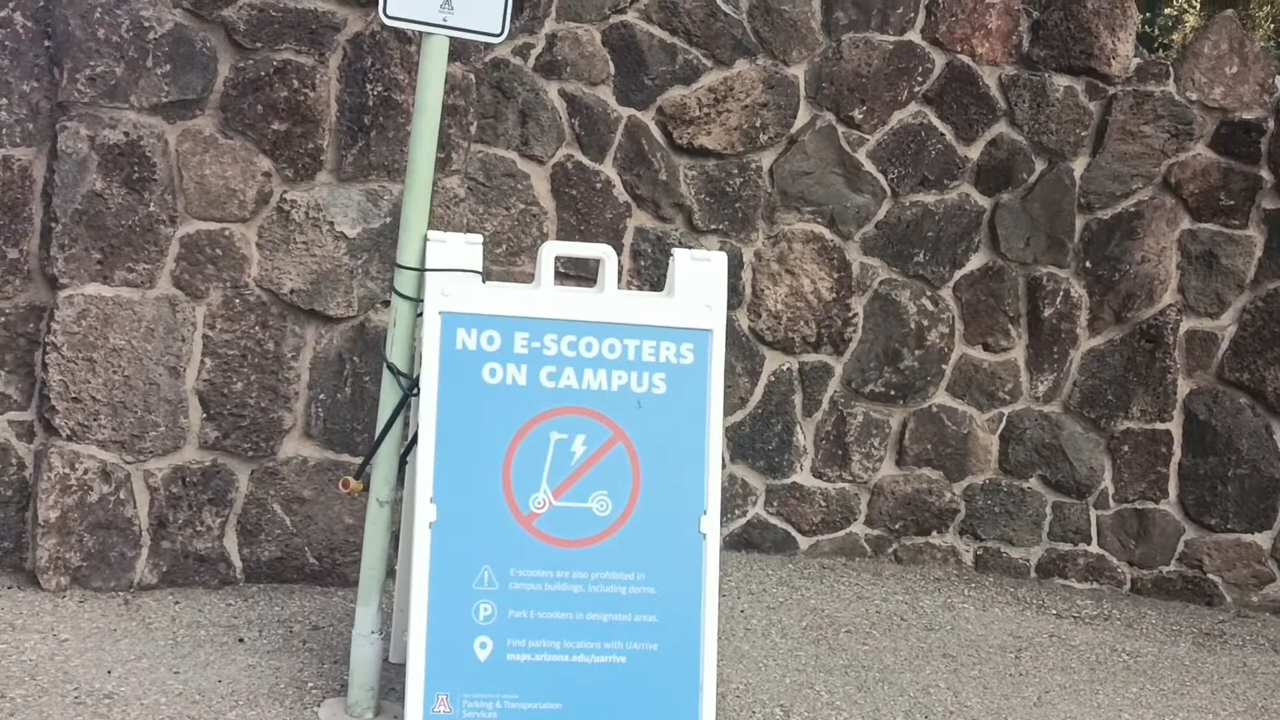 A
NO E-SCOOTERS
ON CAMPUS
E-scooters are also prohibited in
campus buildings, including dorms.
P
Park E-scooters in designated areas.
Find parking locations with UArrive
maps.arizona.edu/uarrive
A
THE UNIVERSITY OF ARIZONA
Parking & Transportation
Services